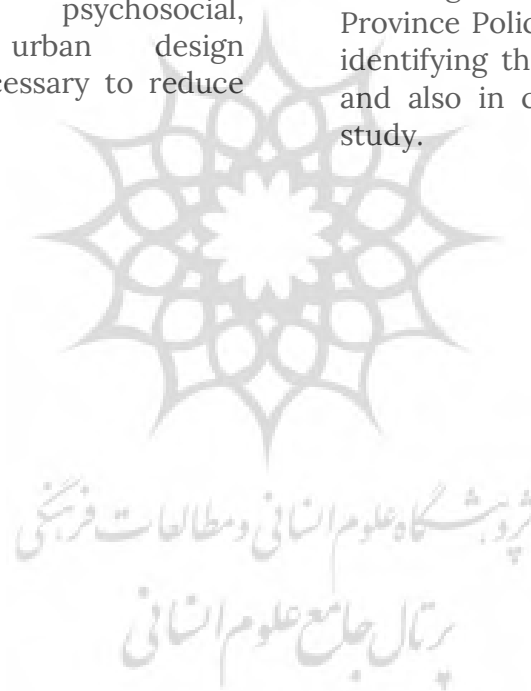 psychosocial,
urban design
cessary to reduce
Province Polic
identifying th
and also in c
study.
پژوهشگاه علوم انسانی و مطالعات فرهنگی
پرتال جامع علوم انسانی